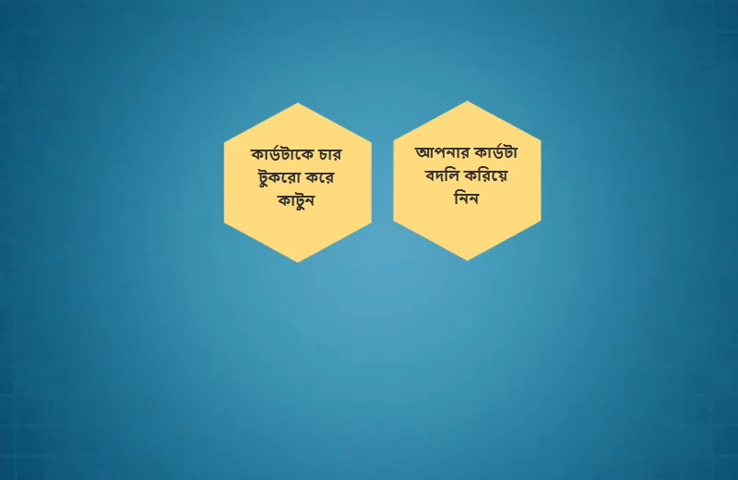 কার্ডটাকে চার
টুকরো করে
কাটুন
আপনার কার্ডটা
বদলি করিয়ে
নিন